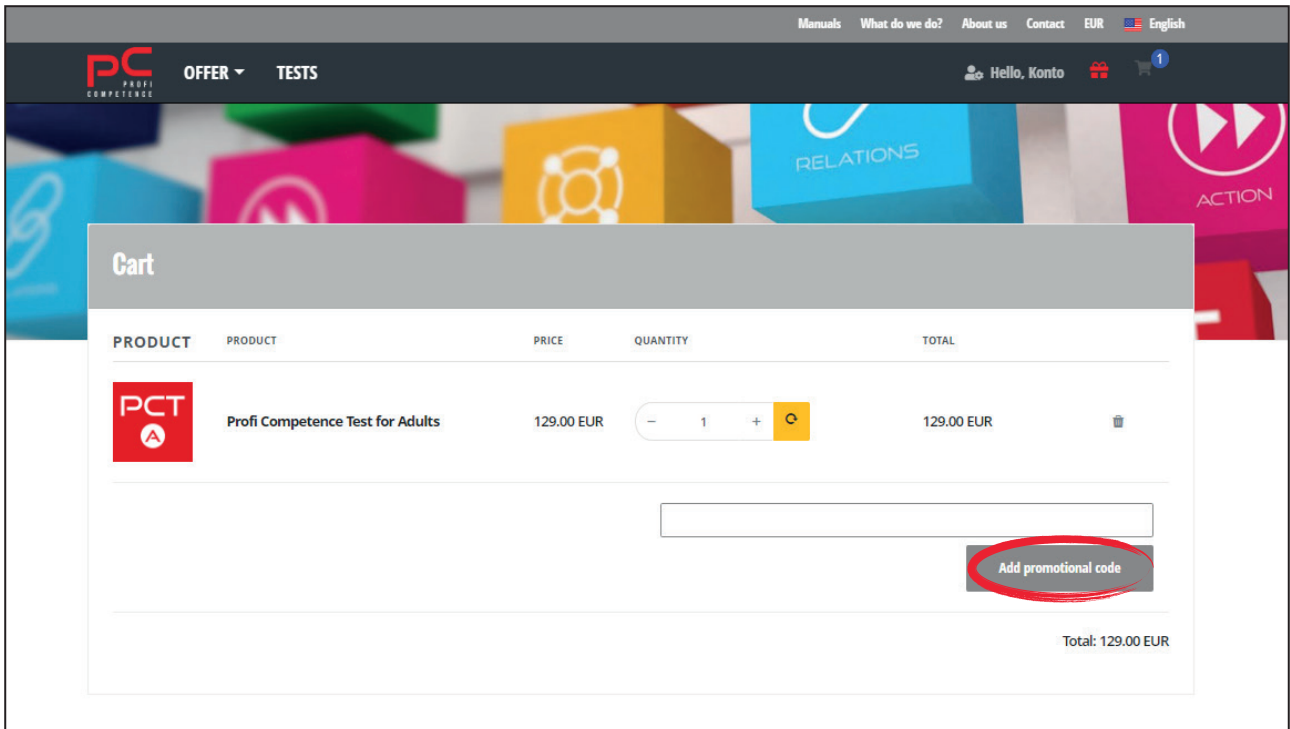 Manuals What do we do? About us Contact EUR English
PC
PROFI
COMPETENCE
OFFER TESTS Hello, Konto 1
RELATIONS
ACTION
Cart
PRODUCT PRODUCT PRICE QUANTITY TOTAL
PCT
A
Profi Competence Test for Adults 129.00 EUR − 1 + 129.00 EUR
Add promotional code
Total: 129.00 EUR